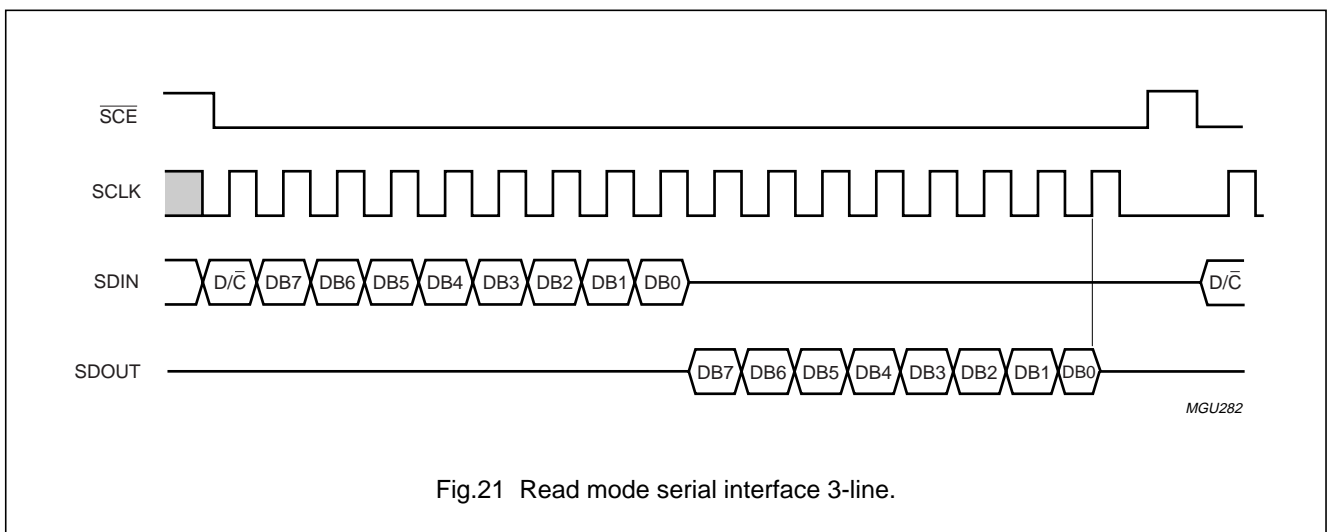 S̅C̅E̅
SCLK
SDIN D/C̅ DB7 DB6 DB5 DB4 DB3 DB2 DB1 DB0 D/C̅
SDOUT DB7 DB6 DB5 DB4 DB3 DB2 DB1 DB0
MGU282
Fig.21 Read mode serial interface 3-line.